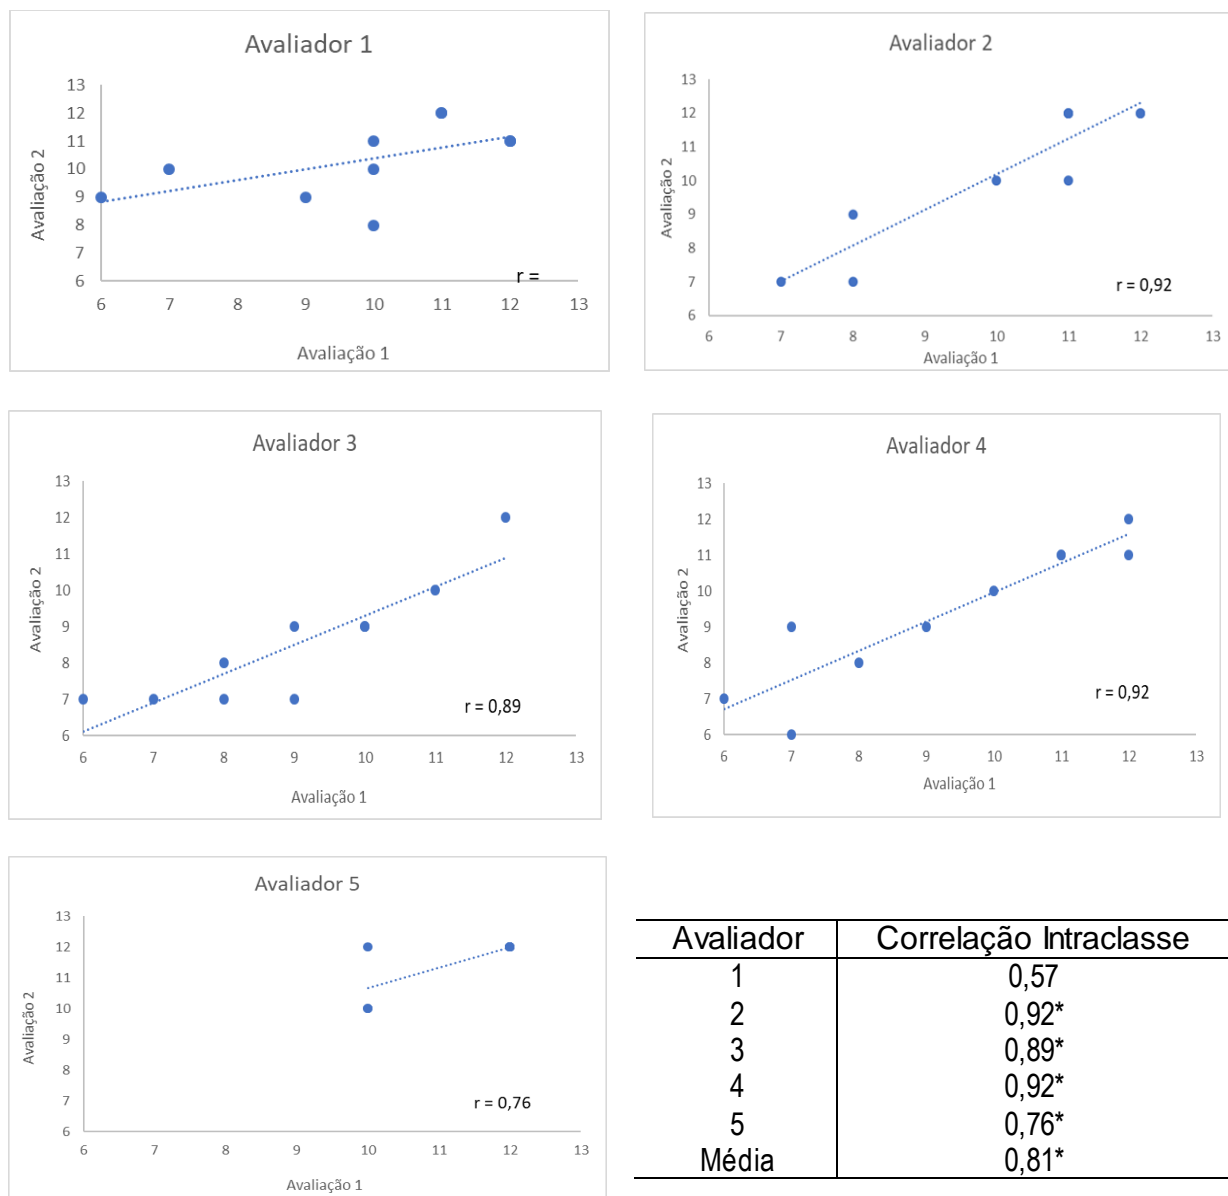 Avaliador 1
13
12
11
10
9
8
7
6
Avaliação 2
r =
6 7 8 9 10 11 12 13
Avaliação 1
Avaliador 2
13
12
11
10
9
8
7
6
Avaliação 2
r = 0,92
6 7 8 9 10 11 12 13
Avaliação 1
Avaliador 3
13
12
11
10
9
8
7
6
Avaliação 2
r = 0,89
6 7 8 9 10 11 12 13
Avaliação 1
Avaliador 4
13
12
11
10
9
8
7
6
Avaliação 2
r = 0,92
6 7 8 9 10 11 12 13
Avaliação 1
Avaliador 5
13
12
11
10
9
8
7
6
Avaliação 2
r = 0,76
6 7 8 9 10 11 12 13
Avaliação 1
Avaliador Correlação Intraclasse
1 0,57
2 0,92*
3 0,89*
4 0,92*
5 0,76*
Média 0,81*